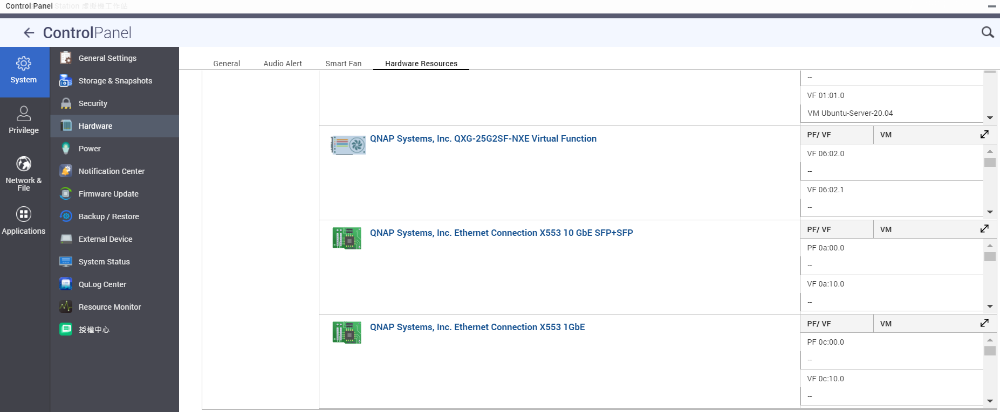 Control Panel Station 虛擬機工作站
ControlPanel
System
Privilege
Network &
File
Applications
General Settings
Storage & Snapshots
Security
Hardware
Power
Notification Center
Firmware Update
Backup / Restore
External Device
System Status
QuLog Center
Resource Monitor
授權中心
General
Audio Alert
Smart Fan
Hardware Resources
--
VF 01:01.0
VM Ubuntu-Server-20.04
QNAP Systems, Inc. QXG-25G2SF-NXE Virtual Function
PF/ VF
VM
VF 06:02.0
--
VF 06:02.1
--
QNAP Systems, Inc. Ethernet Connection X553 10 GbE SFP+SFP
PF/ VF
VM
PF 0a:00.0
--
VF 0a:10.0
--
QNAP Systems, Inc. Ethernet Connection X553 1GbE
PF/ VF
VM
PF 0c:00.0
--
VF 0c:10.0
--